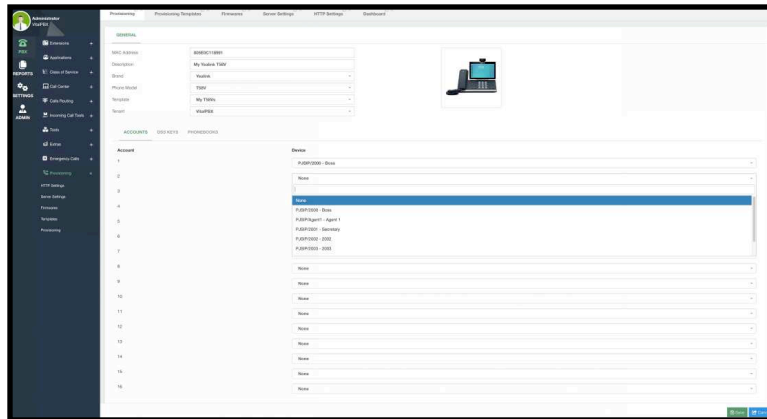 Administrator
VitalPBX
Provisioning Provisioning Templates Firmwares Server Settings HTTP Settings Dashboard
PBX
REPORTS
SETTINGS
ADMIN
Extensions +
Applications +
Class of Service +
Call Center +
Calls Routing +
Incoming Call Tools +
Tools +
Extras +
Emergency Calls +
Provisioning
HTTP Settings
Server Settings
Firmwares
Templates
Provisioning
GENERAL
MAC Address
Description My Yealink T58V
Brand Yealink
Phone Model T58V
Template My T58Vs
Tenant VitalPBX
ACCOUNTS DSS KEYS PHONEBOOKS
Account Device
1 PJSIP/2000 - Boss
2 None
3
None
4 PJSIP/2000 - Boss
PJSIP/Agent1 - Agent 1
5 PJSIP/2001 - Secretary
6 PJSIP/2002 - 2002
7 PJSIP/2003 - 2003
8 None
9 None
10 None
11 None
12 None
13 None
14 None
15 None
16 None
Save